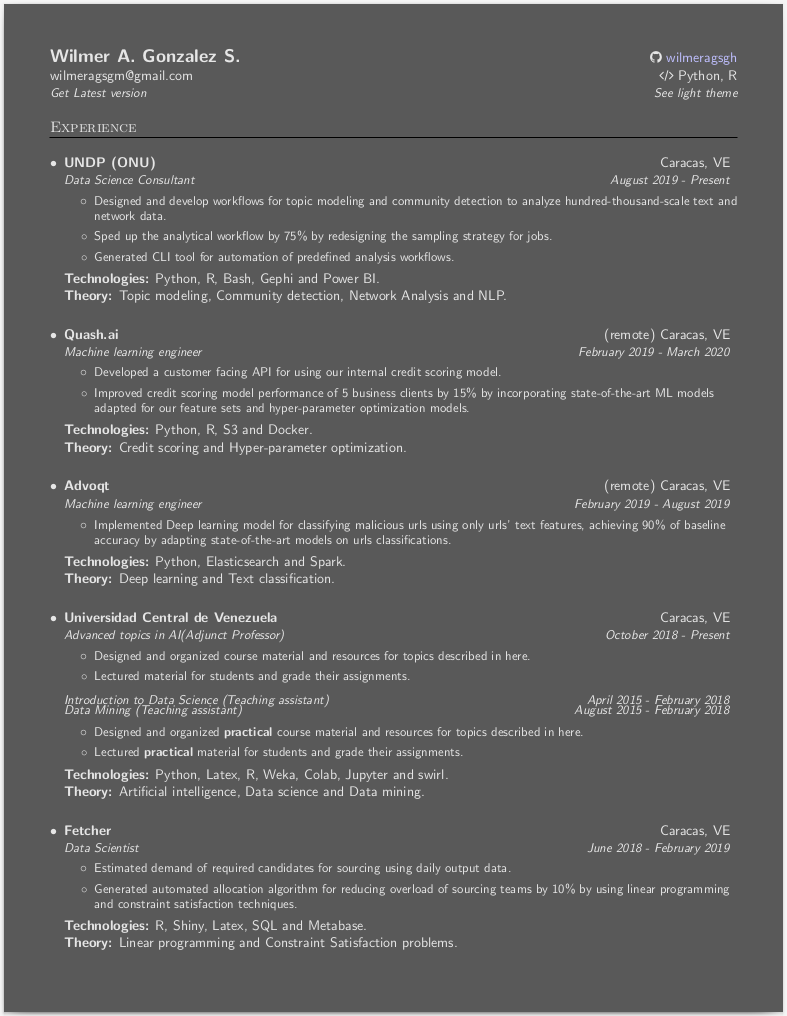 Wilmer A. Gonzalez S.
wilmeragsgh
wilmeragsgm@gmail.com
</> Python, R
Get Latest version
See light theme
Experience
• UNDP (ONU)
Caracas, VE
Data Science Consultant
August 2019 - Present
○ Designed and develop workflows for topic modeling and community detection to analyze hundred-thousand-scale text and
network data.
○ Sped up the analytical workflow by 75% by redesigning the sampling strategy for jobs.
○ Generated CLI tool for automation of predefined analysis workflows.
Technologies: Python, R, Bash, Gephi and Power BI.
Theory: Topic modeling, Community detection, Network Analysis and NLP.
• Quash.ai
(remote) Caracas, VE
Machine learning engineer
February 2019 - March 2020
○ Developed a customer facing API for using our internal credit scoring model.
○ Improved credit scoring model performance of 5 business clients by 15% by incorporating state-of-the-art ML models
adapted for our feature sets and hyper-parameter optimization models.
Technologies: Python, R, S3 and Docker.
Theory: Credit scoring and Hyper-parameter optimization.
• Advoqt
(remote) Caracas, VE
Machine learning engineer
February 2019 - August 2019
○ Implemented Deep learning model for classifying malicious urls using only urls' text features, achieving 90% of baseline
accuracy by adapting state-of-the-art models on urls classifications.
Technologies: Python, Elasticsearch and Spark.
Theory: Deep learning and Text classification.
• Universidad Central de Venezuela
Caracas, VE
Advanced topics in AI(Adjunct Professor)
October 2018 - Present
○ Designed and organized course material and resources for topics described in here.
○ Lectured material for students and grade their assignments.
Introduction to Data Science (Teaching assistant)
April 2015 - February 2018
Data Mining (Teaching assistant)
August 2015 - February 2018
○ Designed and organized practical course material and resources for topics described in here.
○ Lectured practical material for students and grade their assignments.
Technologies: Python, Latex, R, Weka, Colab, Jupyter and swirl.
Theory: Artificial intelligence, Data science and Data mining.
• Fetcher
Caracas, VE
Data Scientist
June 2018 - February 2019
○ Estimated demand of required candidates for sourcing using daily output data.
○ Generated automated allocation algorithm for reducing overload of sourcing teams by 10% by using linear programming
and constraint satisfaction techniques.
Technologies: R, Shiny, Latex, SQL and Metabase.
Theory: Linear programming and Constraint Satisfaction problems.